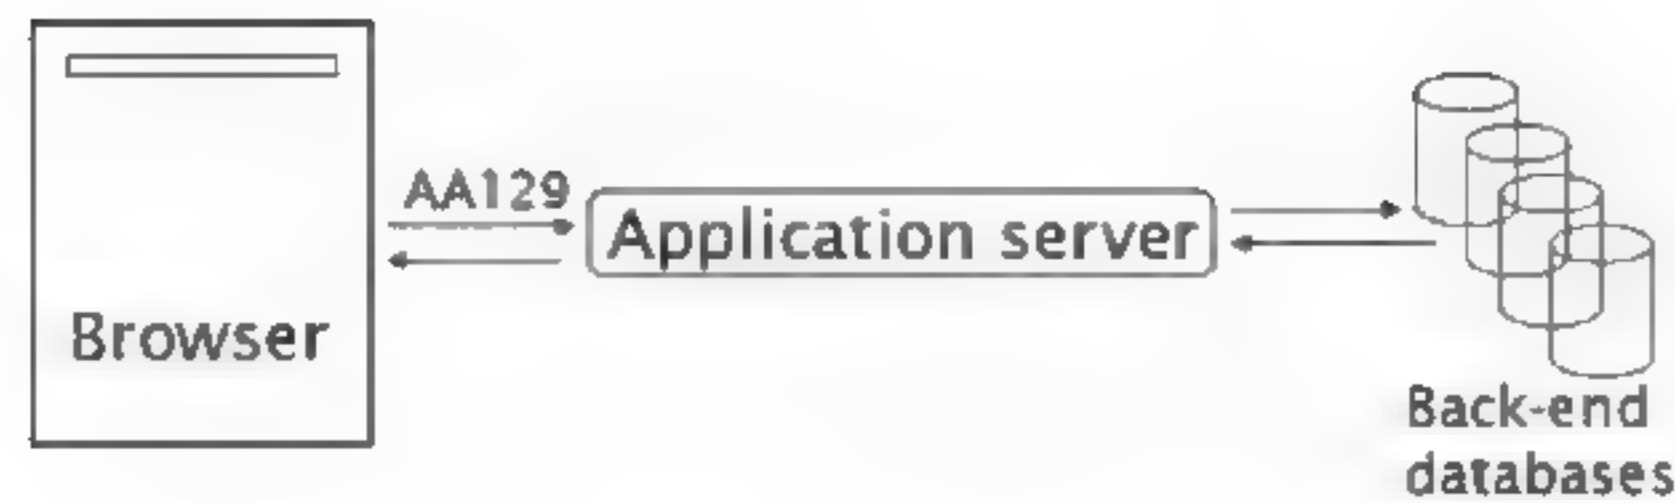 AA129
Application server
Browser
Back-end
databases